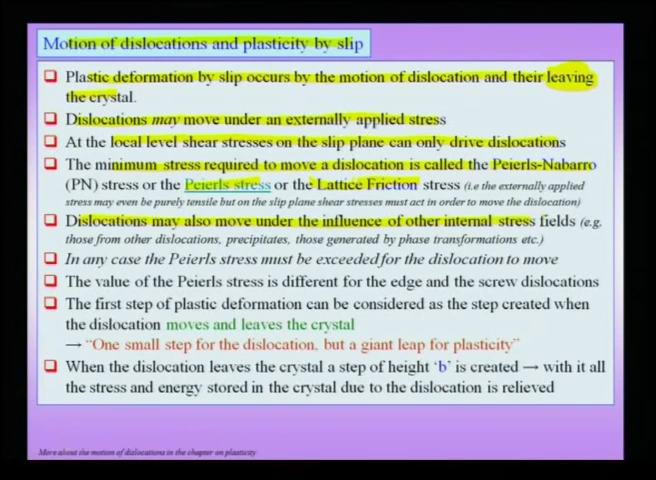 Motion of dislocations and plasticity by slip
Plastic deformation by slip occurs by the motion of dislocation and their leaving
the crystal.
Dislocations may move under an externally applied stress
At the local level shear stresses on the slip plane can only drive dislocations
The minimum stress required to move a dislocation is called the Peierls-Nabarro
(PN) stress or the Peierls stress or the Lattice Friction stress (i.e the externally applied
stress may even be purely tensile but on the slip plane shear stresses must act in order to move the dislocation)
Dislocations may also move under the influence of other internal stress fields (e.g.
those from other dislocations, precipitates, those generated by phase transformations etc.)
In any case the Peierls stress must be exceeded for the dislocation to move
The value of the Peierls stress is different for the edge and the screw dislocations
The first step of plastic deformation can be considered as the step created when
the dislocation moves and leaves the crystal
→ “One small step for the dislocation, but a giant leap for plasticity”
When the dislocation leaves the crystal a step of height ‘b’ is created → with it all
the stress and energy stored in the crystal due to the dislocation is relieved
More about the motion of dislocations in the chapter on plasticity